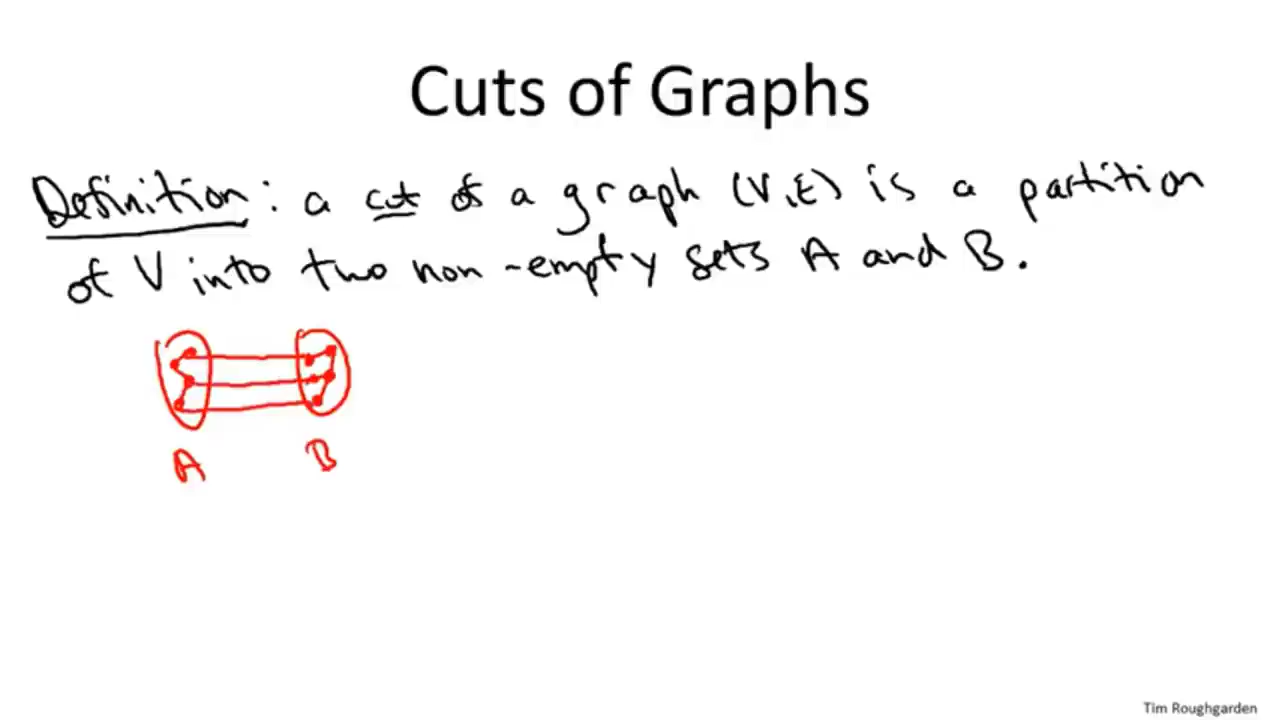 Cuts of Graphs
Definition: a cut of a graph (V,E) is a partition
of V into two non-empty sets A and B.
A B
Tim Roughgarden